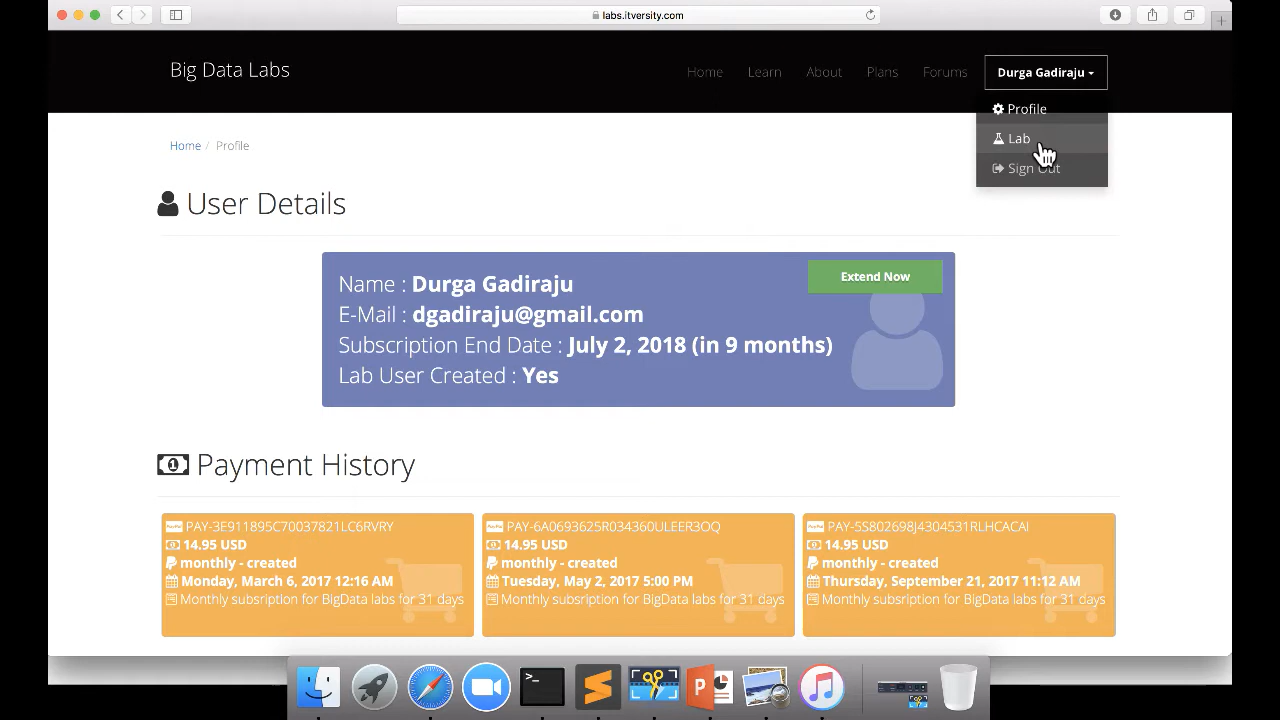 labs.itversity.com
Big Data Labs
Home Learn About Plans Forums Durga Gadiraju
Profile
Lab
Sign Out
Home / Profile
User Details
Extend Now
Name : Durga Gadiraju
E-Mail : dgadiraju@gmail.com
Subscription End Date : July 2, 2018 (in 9 months)
Lab User Created : Yes
Payment History
PAY-3E911895C70037821LC6RVRY
14.95 USD
monthly - created
Monday, March 6, 2017 12:16 AM
Monthly subsription for BigData labs for 31 days
PAY-6A0693625R034360ULEER3OQ
14.95 USD
monthly - created
Tuesday, May 2, 2017 5:00 PM
Monthly subsription for BigData labs for 31 days
PAY-5S802698J4304531RLHCACAI
14.95 USD
monthly - created
Thursday, September 21, 2017 11:12 AM
Monthly subsription for BigData labs for 31 days